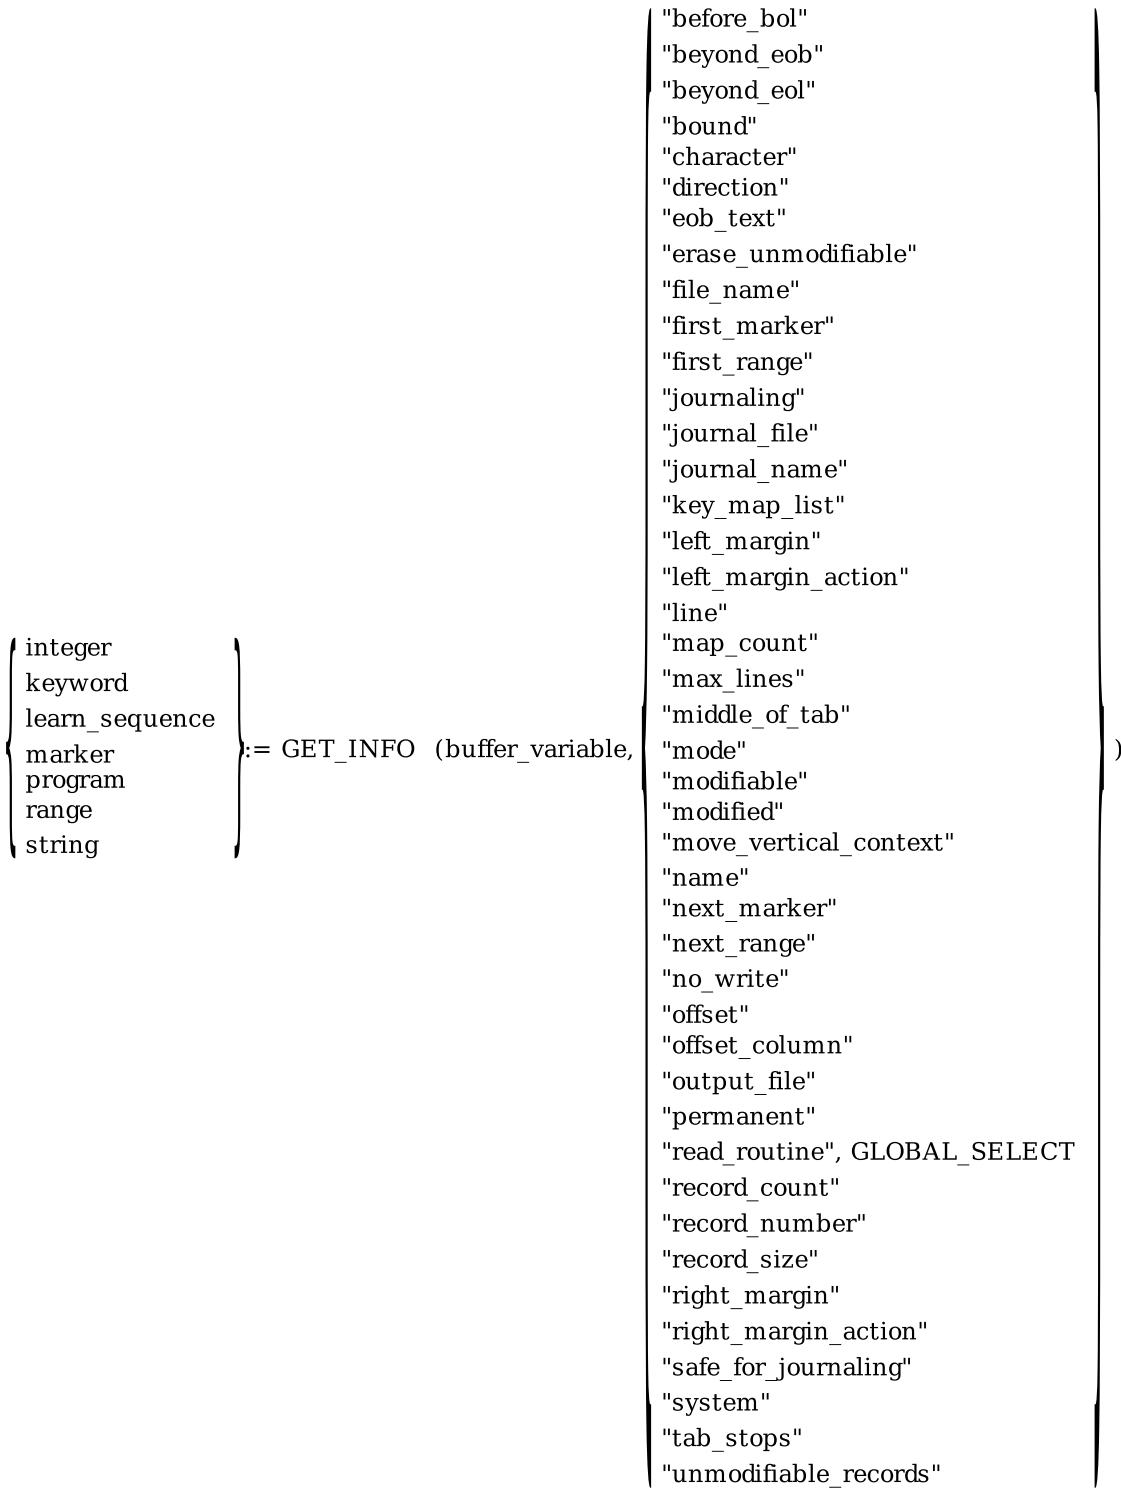 "before_bol"
"beyond_eob"
"beyond_eol"
"bound"
"character"
"direction"
"eob_text"
"erase_unmodifiable"
"file_name"
"first_marker"
"first_range"
"journaling"
"journal_file"
"journal_name"
"key_map_list"
"left_margin"
"left_margin_action"
"line"
integer
"map_count"
keyword
"max_lines"
learn_sequence
"middle_of_tab"
marker
:= GET_INFO (buffer_variable,
"mode"
)
program
"modifiable"
range
"modified"
string
"move_vertical_context"
"name"
"next_marker"
"next_range"
"no_write"
"offset"
"offset_column"
"output_file"
"permanent"
"read_routine", GLOBAL_SELECT
"record_count"
"record_number"
"record_size"
"right_margin"
"right_margin_action"
"safe_for_journaling"
"system"
"tab_stops"
"unmodifiable_records"